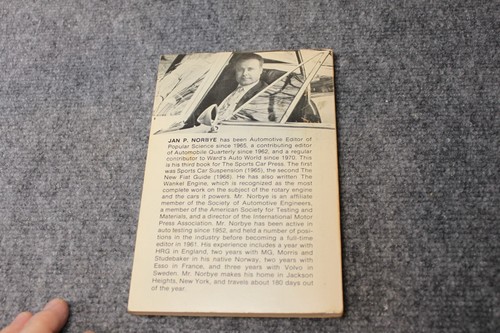 JAN P. NORBYE has been Automotive Editor of
Popular Science since 1965, a contributing editor
of Automobile Quarterly since 1962, and a regular
contributor to Ward's Auto World since 1970. This
is his third book for The Sports Car Press. The first
was Sports Car Suspension (1965), the second The
New Fiat Guide (1968). He has also written The
Wankel Engine, which is recognized as the most
complete work on the subject of the rotary engine
and the cars it powers. Mr. Norbye is an affiliate
member of the Society of Automotive Engineers,
a member of the American Society for Testing and
Materials, and a director of the International Motor
Press Association. Mr. Norbye has been active in
auto testing since 1952, and held a number of posi-
tions in the industry before becoming a full-time
editor in 1961. His experience includes a year with
HRG in England, two years with MG, Morris and
Studebaker in his native Norway, two years with
Esso in France, and three years with Volvo in
Sweden. Mr. Norbye makes his home in Jackson
Heights, New York, and travels about 180 days out
of the year.